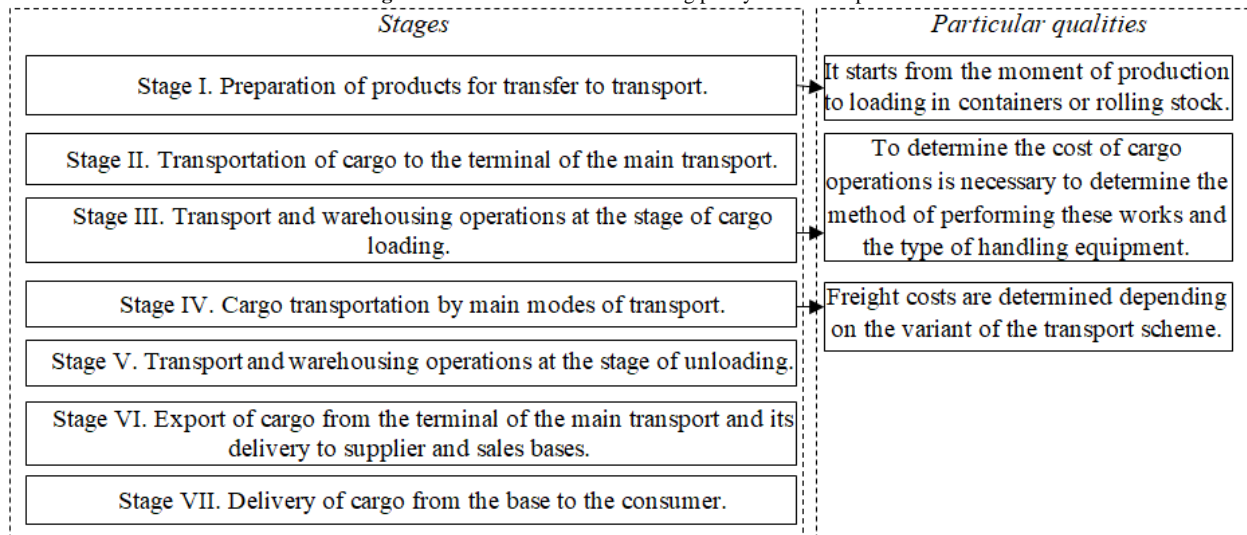 Stages
Particular qualities
Stage I. Preparation of products for transfer to transport.
It starts from the moment of production
to loading in containers or rolling stock.
Stage II. Transportation of cargo to the terminal of the main transport.
To determine the cost of cargo
operations is necessary to determine the
method of performing these works and
the type of handling equipment.
Stage III. Transport and warehousing operations at the stage of cargo
loading.
Stage IV. Cargo transportation by main modes of transport.
Freight costs are determined depending
on the variant of the transport scheme.
Stage V. Transport and warehousing operations at the stage of unloading.
Stage VI. Export of cargo from the terminal of the main transport and its
delivery to supplier and sales bases.
Stage VII. Delivery of cargo from the base to the consumer.